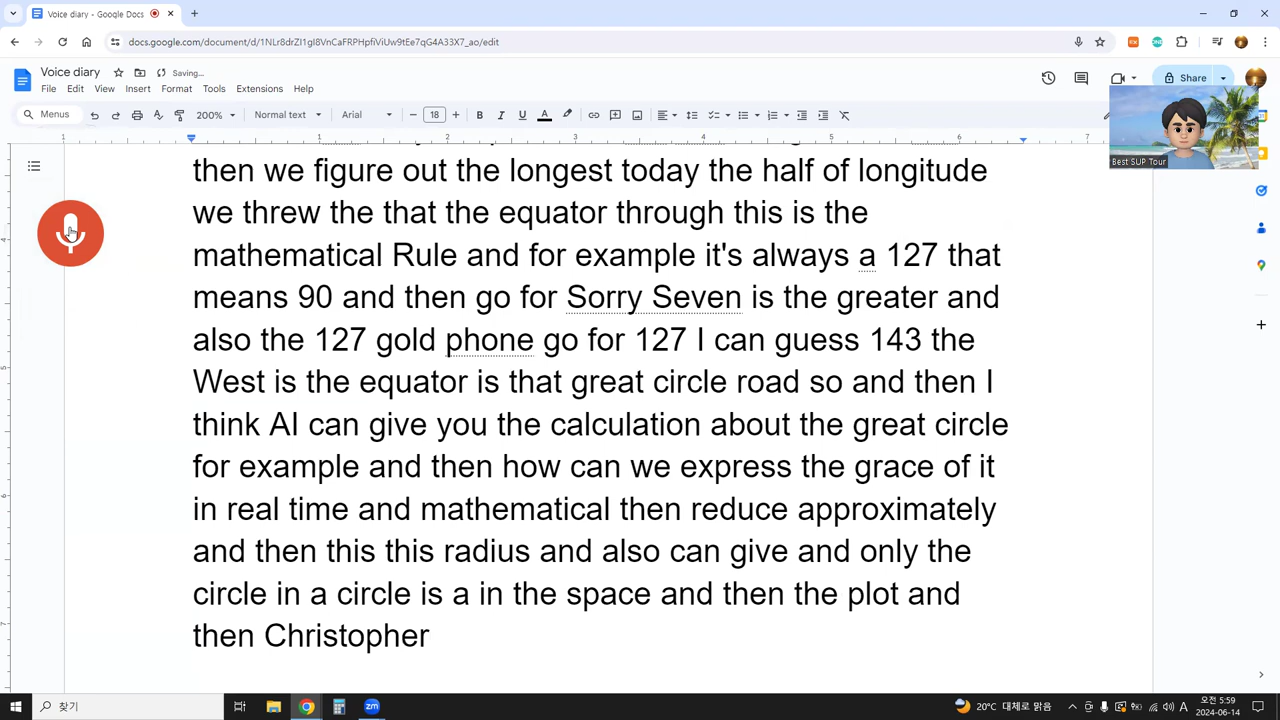 Voice diary - Google Docs
docs.google.com/document/d/1NLr8drZI1gI8VnCaFRPHpfiViUw9tEe7qG4A33X7_ao/edit
Voice diary
Saving...
File Edit View Insert Format Tools Extensions Help
Share
Menus
200%
Normal text
Arial
18
Best SUP Tour
then we figure out the longest today the half of longitude
we threw the that the equator through this is the
mathematical Rule and for example it's always a 127 that
means 90 and then go for Sorry Seven is the greater and
also the 127 gold phone go for 127 I can guess 143 the
West is the equator is that great circle road so and then I
think AI can give you the calculation about the great circle
for example and then how can we express the grace of it
in real time and mathematical then reduce approximately
and then this this radius and also can give and only the
circle in a circle is a in the space and then the plot and
then Christopher
찾기
zm
20°C 대체로 맑음
A
오전 5:59
2024-06-14